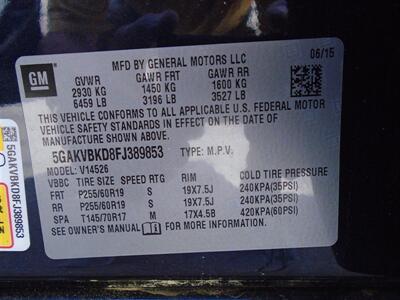 GM
MFD BY GENERAL MOTORS LLC
06/15
GVWR GAWR FRT GAWR RR
2930 KG 1450 KG 1600 KG
6459 LB 3196 LB 3527 LB
THIS VEHICLE CONFORMS TO ALL APPLICABLE
U.S. FEDERAL MOTOR
VEHICLE SAFETY STANDARDS IN EFFECT ON THE DATE OF
MANUFACTURE SHOWN ABOVE.
5GAKVBKD8FJ389853 TYPE: M.P.V.
MODEL: V14526
VBBC TIRE SIZE SPEED RTG RIM COLD TIRE PRESSURE
FRT P255/60R19 S 19X7.5J 240KPA(35PSI)
RR P255/60R19 S 19X7.5J 240KPA(35PSI)
SPA T145/70R17 M 17X4.5B 420KPA(60PSI)
SEE OWNER'S MANUAL FOR MORE INFORMATION.
5GAKVBKD8FJ389853